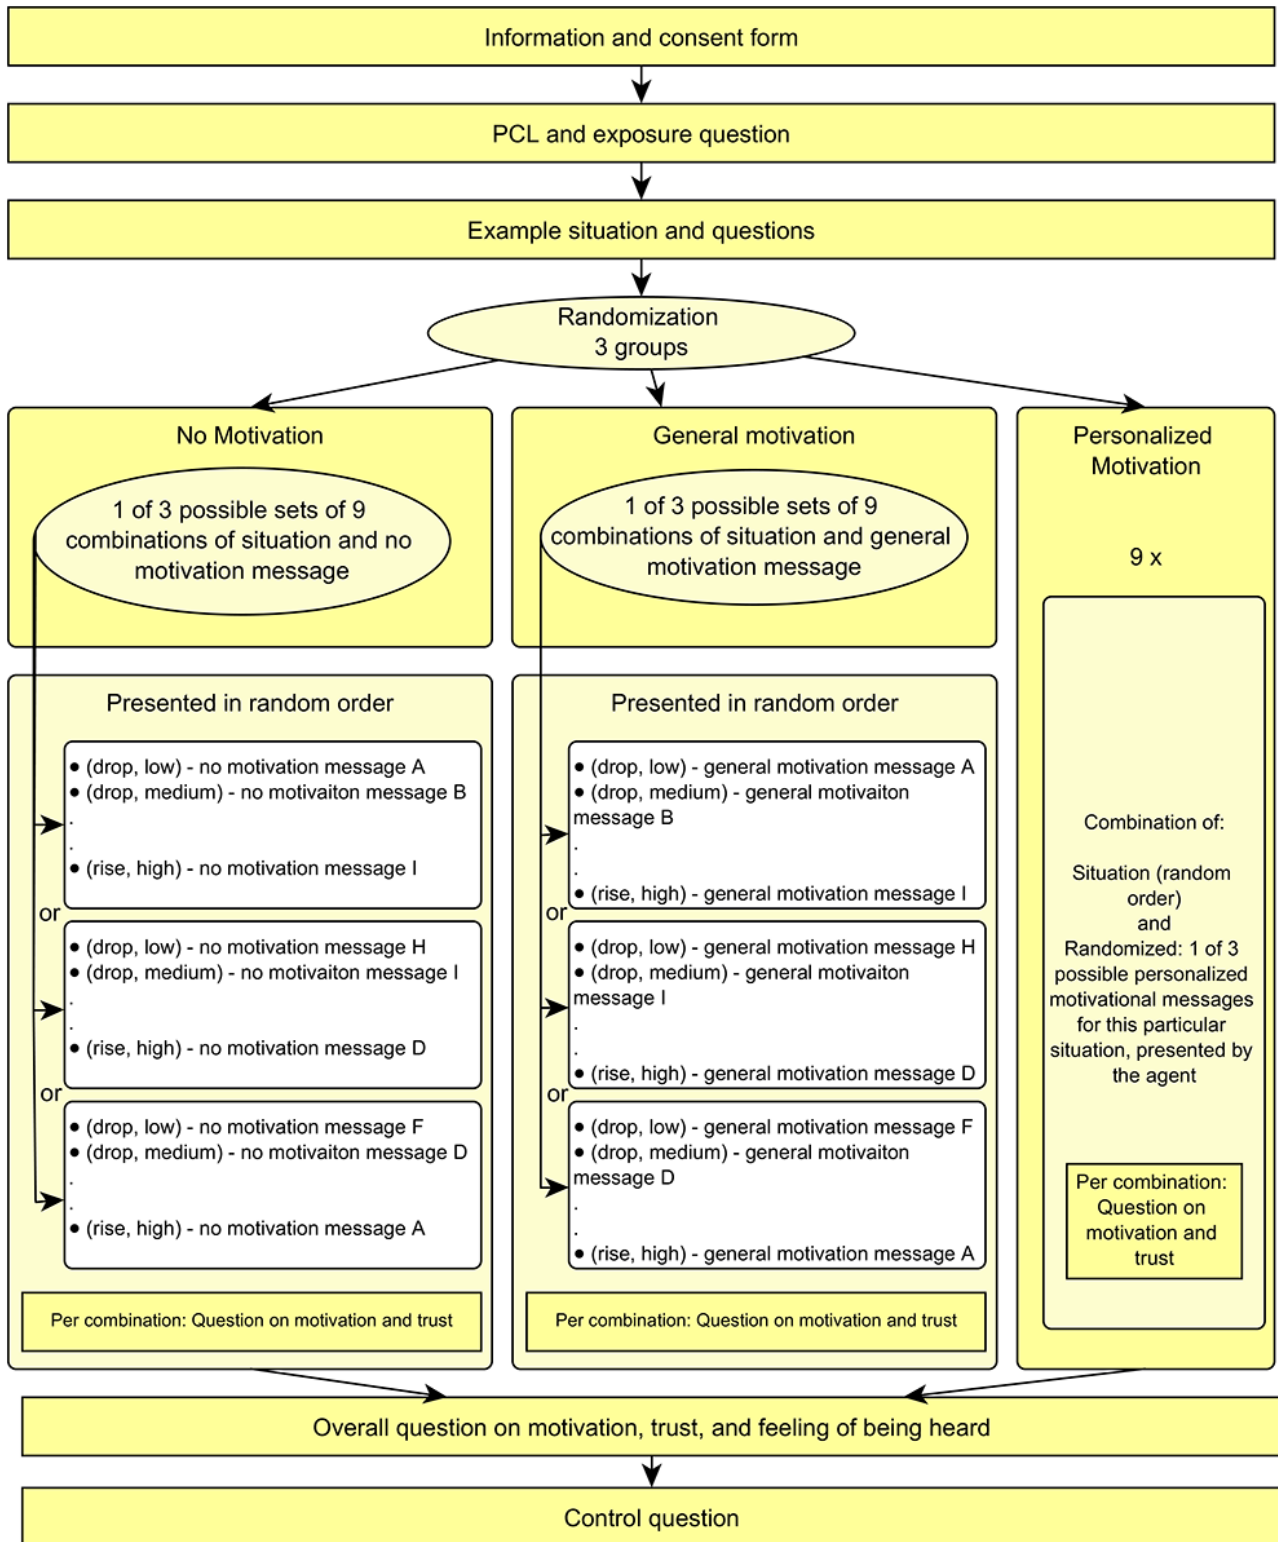 Information and consent form
PCL and exposure question
Example situation and questions
Randomization
3 groups
No Motivation
1 of 3 possible sets of 9
combinations of situation and no
motivation message
Presented in random order
● (drop, low) - no motivation message A
● (drop, medium) - no motivaiton message B
.
.
● (rise, high) - no motivation message I
or
● (drop, low) - no motivation message H
● (drop, medium) - no motivaiton message I
.
.
● (rise, high) - no motivation message D
or
● (drop, low) - no motivation message F
● (drop, medium) - no motivaiton message D
.
.
● (rise, high) - no motivation message A
Per combination: Question on motivation and trust
General motivation
1 of 3 possible sets of 9
combinations of situation and general
motivation message
Presented in random order
● (drop, low) - general motivation message A
● (drop, medium) - general motivaiton
message B
.
.
● (rise, high) - general motivation message I
or
● (drop, low) - general motivation message H
● (drop, medium) - general motivaiton
message I
.
.
● (rise, high) - general motivation message D
or
● (drop, low) - general motivation message F
● (drop, medium) - general motivaiton
message D
.
.
● (rise, high) - general motivation message A
Per combination: Question on motivation and trust
Personalized
Motivation
9 x
Combination of:
Situation (random
order)
and
Randomized: 1 of 3
possible personalized
motivational messages
for this particular
situation, presented by
the agent
Per combination:
Question on
motivation and
trust
Overall question on motivation, trust, and feeling of being heard
Control question